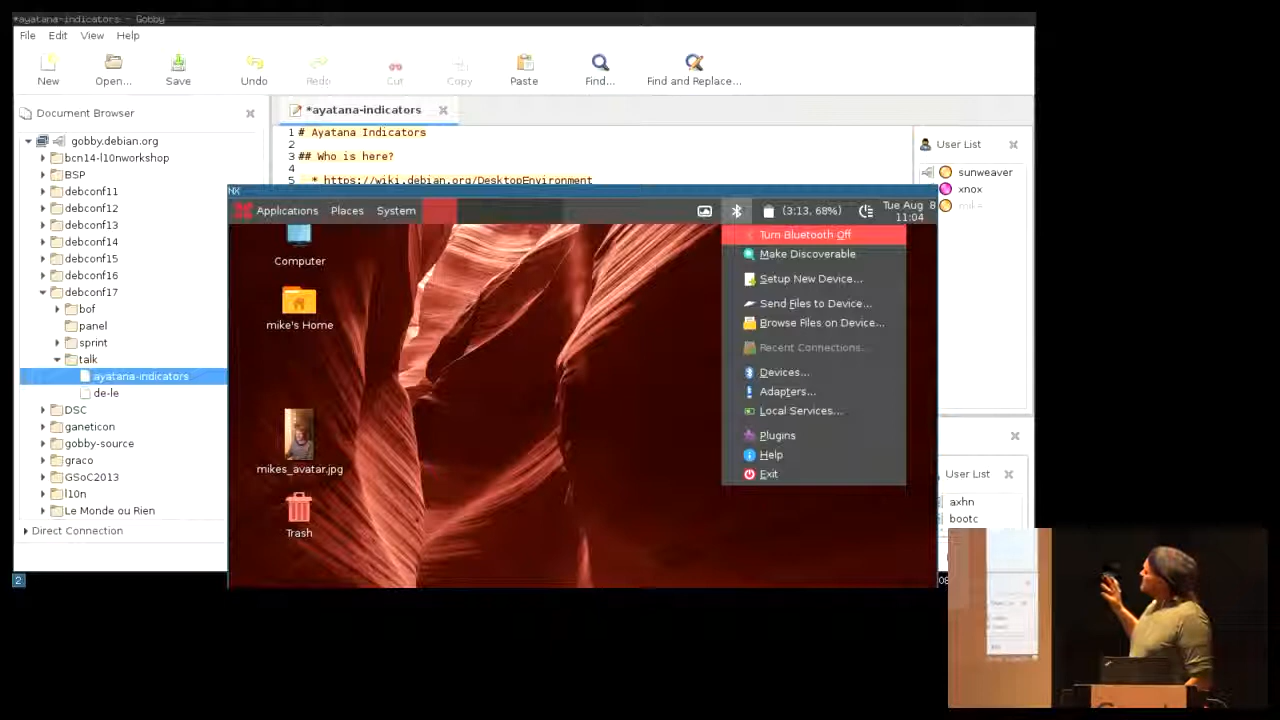 *ayatana-indicators - Gobby
File Edit View Help
New Open... Save Undo Redo Cut Copy Paste Find... Find and Replace...
Document Browser
*ayatana-indicators
gobby.debian.org
bcn14-l10nworkshop
BSP
debconf11
debconf12
debconf13
debconf14
debconf15
debconf16
debconf17
bof
panel
sprint
talk
ayatana-indicators
de-le
DSC
ganeticon
gobby-source
graco
GSoC2013
l10n
Le Monde ou Rien
Direct Connection
2
1 # Ayatana Indicators
2
3 ## Who is here?
4
5 * https://wiki.debian.org/DesktopEnvironment
User List
sunweaver
xnox
mike
NX
Applications Places System
(3:13, 68%)
Tue Aug 8
11:04
Computer
mike's Home
mikes_avatar.jpg
Trash
Turn Bluetooth Off
Make Discoverable
Setup New Device...
Send Files to Device...
Browse Files on Device...
Recent Connections...
Devices...
Adapters...
Local Services...
Plugins
Help
Exit
User List
axhn
bootc